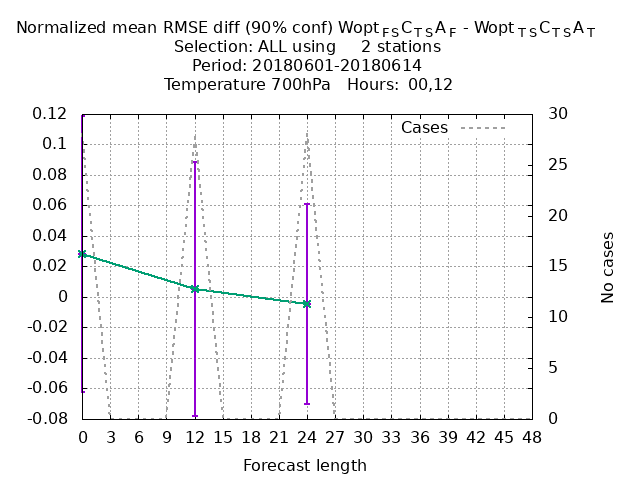 Normalized mean RMSE diff (90% conf) Wopt FS C TS A F - Wopt TS C TS A T
Selection: ALL using 2 stations
Period: 20180601-20180614
Temperature 700hPa Hours: 00,12
Cases
0.12
0.1
0.08
0.06
0.04
0.02
0
-0.02
-0.04
-0.06
-0.08
30
25
20
15
10
5
0
No cases
0 3 6 9 12 15 18 21 24 27 30 33 36 39 42 45 48
Forecast length